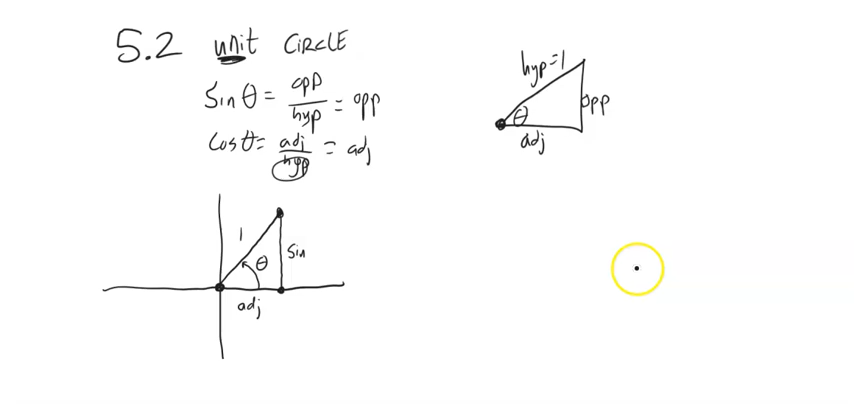 5.2 unit CIRCLE
Sin θ = opp/hyp = opp
Cos θ = adj/hyp = adj
hyp=1
θ
opp
adj
1
θ
Sin
adj